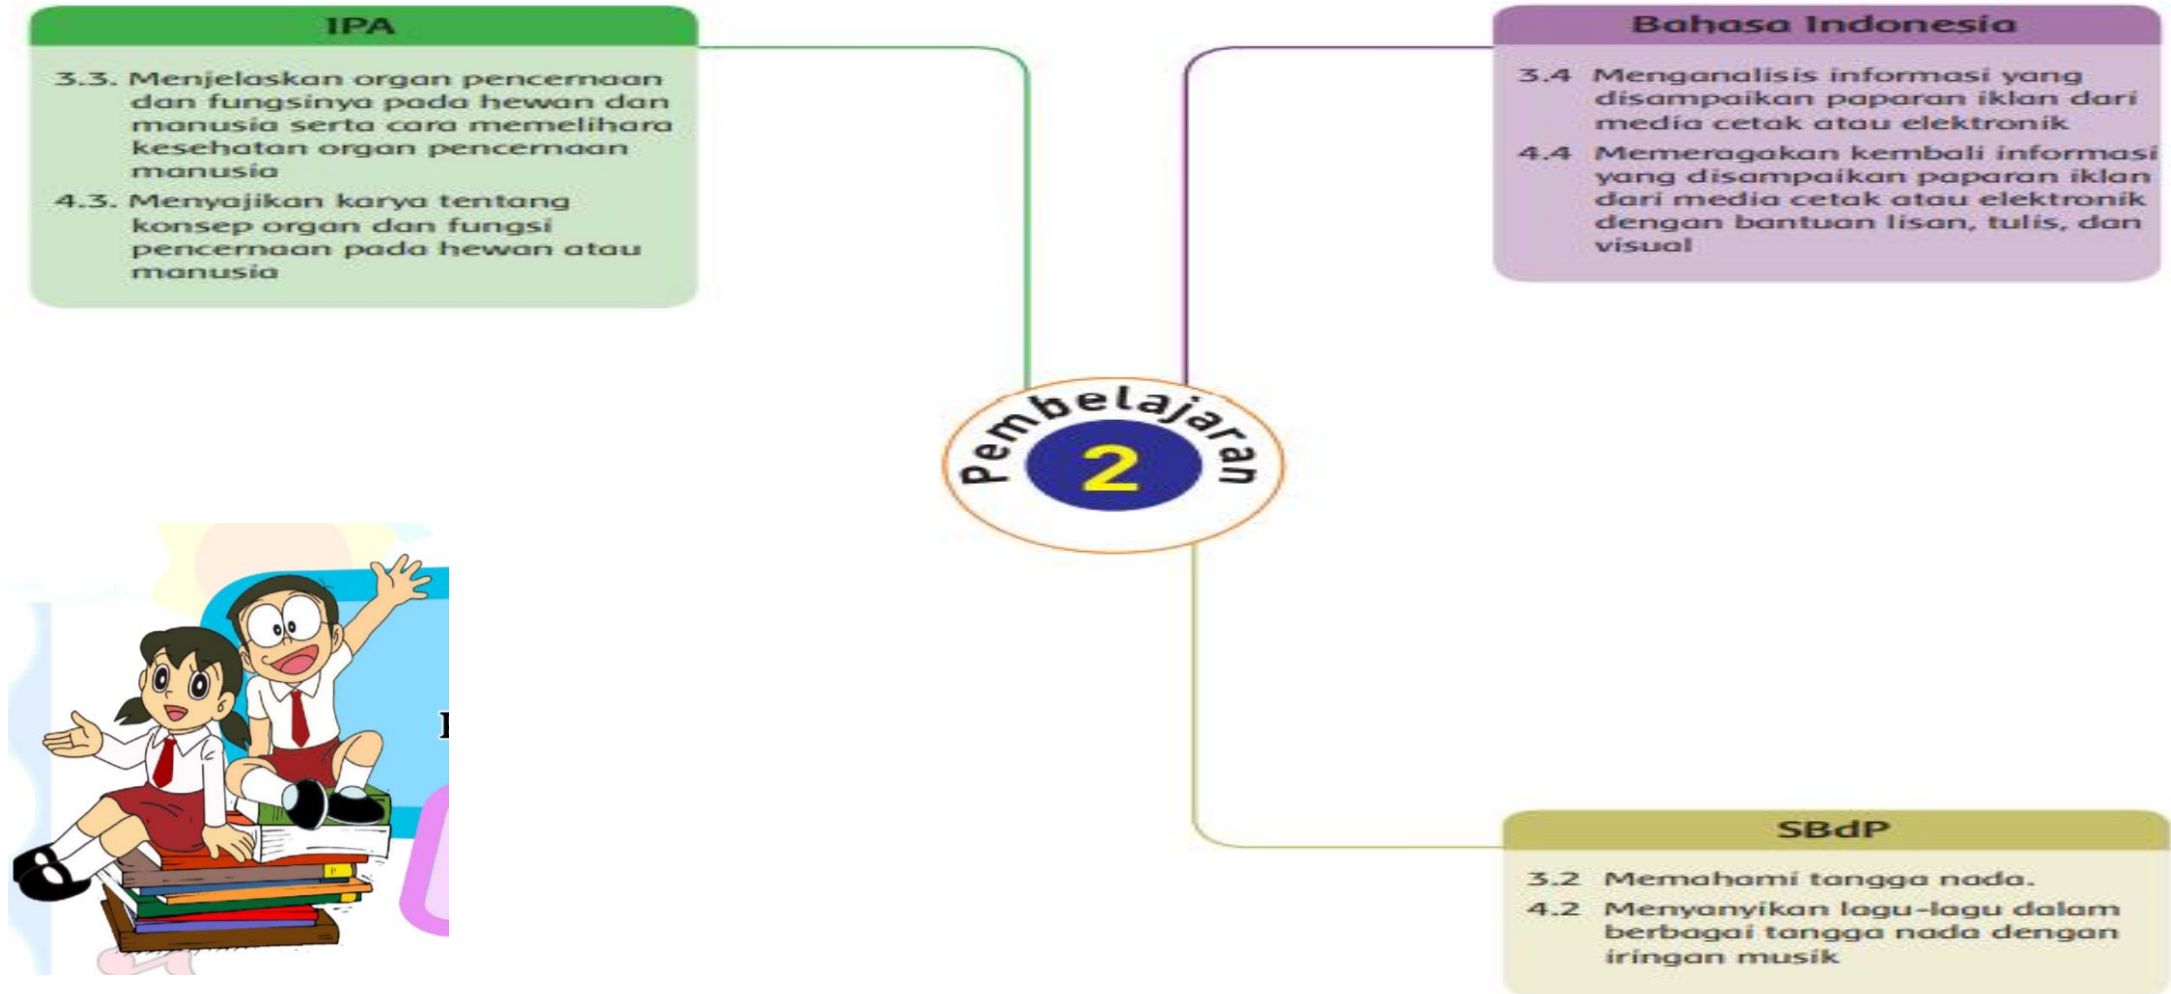 IPA
3.3. Menjelaskan organ pencernaan
dan fungsinya pada hewan dan
manusia serta cara memelihara
kesehatan organ pencernaan
manusia
4.3. Menyajikan karya tentang
konsep organ dan fungsi
pencernaan pada hewan atau
manusia
Bahasa Indonesia
3.4 Menganalisis informasi yang
disampaikan paparan iklan dari
media cetak atau elektronik
4.4 Memeragakan kembali informasi
yang disampaikan paparan iklan
dari media cetak atau elektronik
dengan bantuan lisan, tulis, dan
visual
Pembelajaran
2
P
SBdP
3.2 Memahami tangga nada.
4.2 Menyanyikan lagu-lagu dalam
berbagai tangga nada dengan
iringan musik